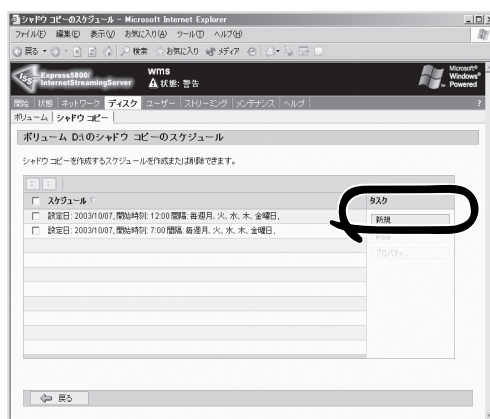 シャドウ コピーのスケジュール - Microsoft Internet Explorer
ファイル(F) 編集(E) 表示(V) お気に入り(A) ツール(T) ヘルプ(H)
戻る 検索 お気に入り メディア
Express5800/
InternetStreamingServer
wms
状態: 警告
Microsoft®
Windows®
Powered
開始 状態 ネットワーク ディスク ユーザー ストリーミング メンテナンス ヘルプ ?
ボリューム シャドウ コピー
ボリューム D:\のシャドウ コピーのスケジュール
シャドウ コピーを作成するスケジュールを作成または削除できます。
スケジュール
タスク
設定日: 2003/10/07, 開始時刻: 12:00 間隔: 毎週月、火、水、木、金曜日,
新規
設定日: 2003/10/07, 開始時刻: 7:00 間隔: 毎週月、火、水、木、金曜日,
削除
プロパティ...
戻る